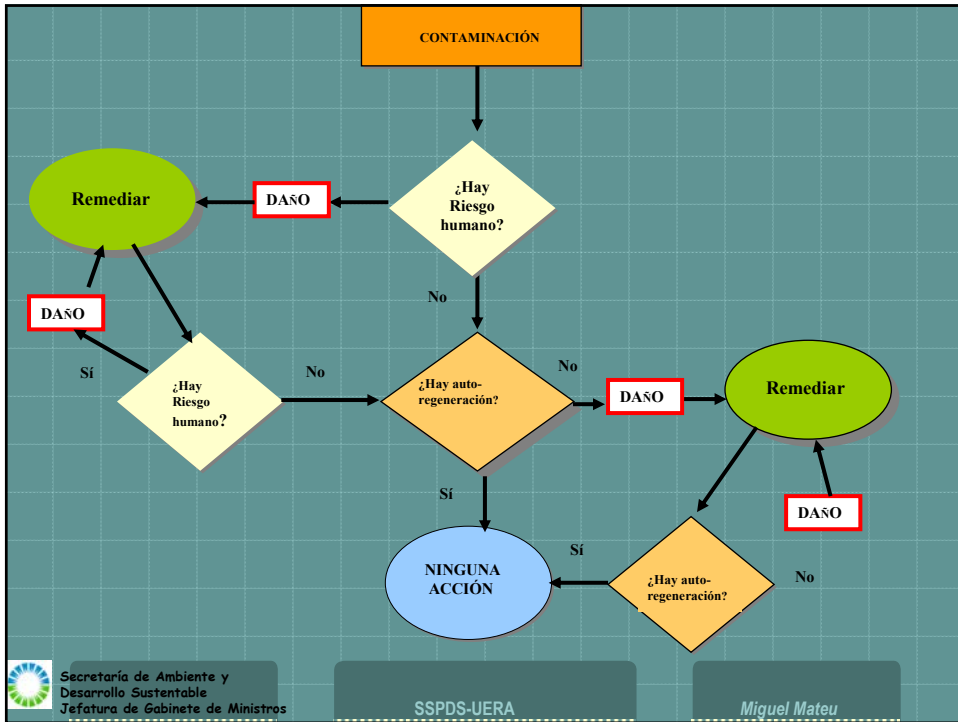 CONTAMINACIÓN
¿Hay
Riesgo
humano?
DAÑO
Remediar
No
DAÑO
Sí
¿Hay
Riesgo
humano?
No
¿Hay auto-
regeneración?
No
DAÑO
Remediar
DAÑO
Sí
NINGUNA
ACCIÓN
Sí
¿Hay auto-
regeneración?
No
Secretaría de Ambiente y
Desarrollo Sustentable
Jefatura de Gabinete de Ministros
SSPDS-UERA
Miguel Mateu